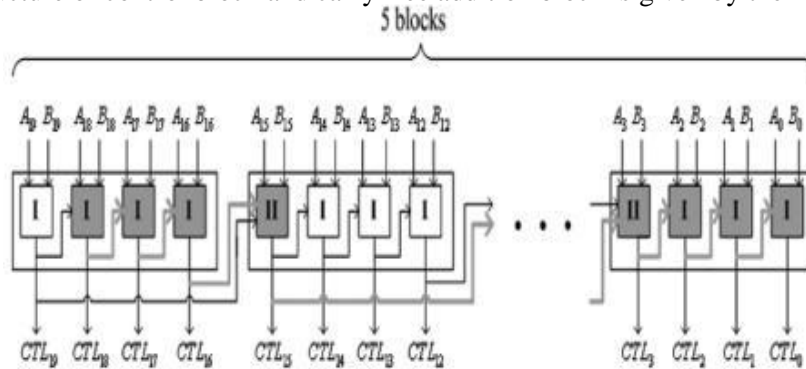 5 blocks
A19 B19 A18 B18 A17 B17 A16 B16 A15 B15 A14 B14 A13 B13 A12 B12 A3 B3 A2 B2 A1 B1 A0 B0
I I I I II I I I • • • II I I I
CTL19 CTL18 CTL17 CTL16 CTL15 CTL14 CTL13 CTL12 CTL3 CTL2 CTL1 CTL0